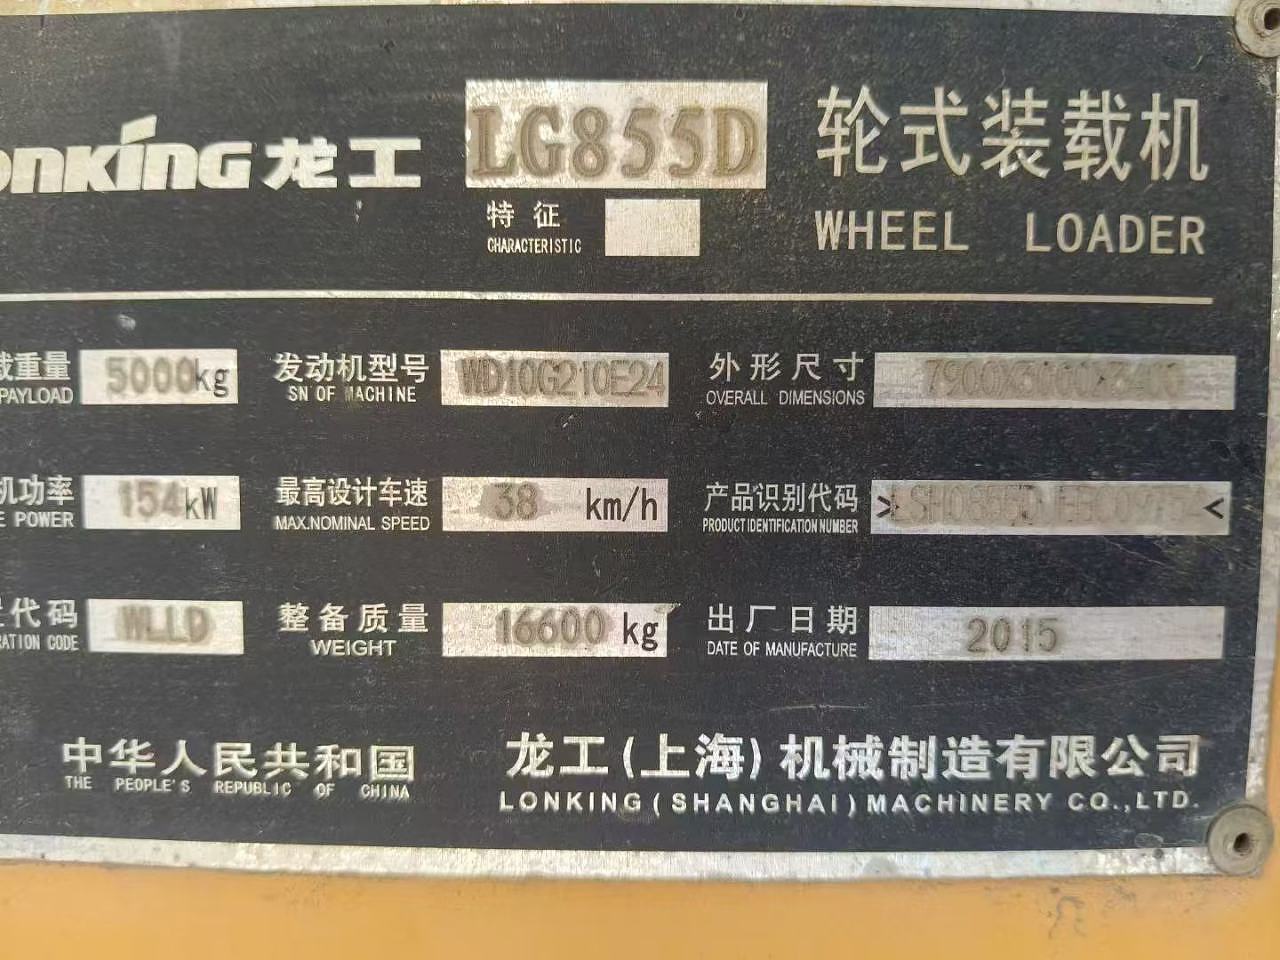 LONKING 龙工 LG855D 轮式装载机
特征
CHARACTERISTIC
WHEEL LOADER
载重量 5000kg 发动机型号 WD10G210E24 外形尺寸
PAYLOAD SN OF MACHINE OVERALL DIMENSIONS
机功率 154kW 最高设计车速 38 km/h 产品识别代码 > <
POWER MAX.NOMINAL SPEED PRODUCT IDENTIFICATION NUMBER
代码 WLLD 整备质量 16600 kg 出厂日期 2015
CODE WEIGHT DATE OF MANUFACTURE
中华人民共和国 龙工(上海)机械制造有限公司
THE PEOPLE'S REPUBLIC OF CHINA LONKING (SHANGHAI) MACHINERY CO.,LTD.